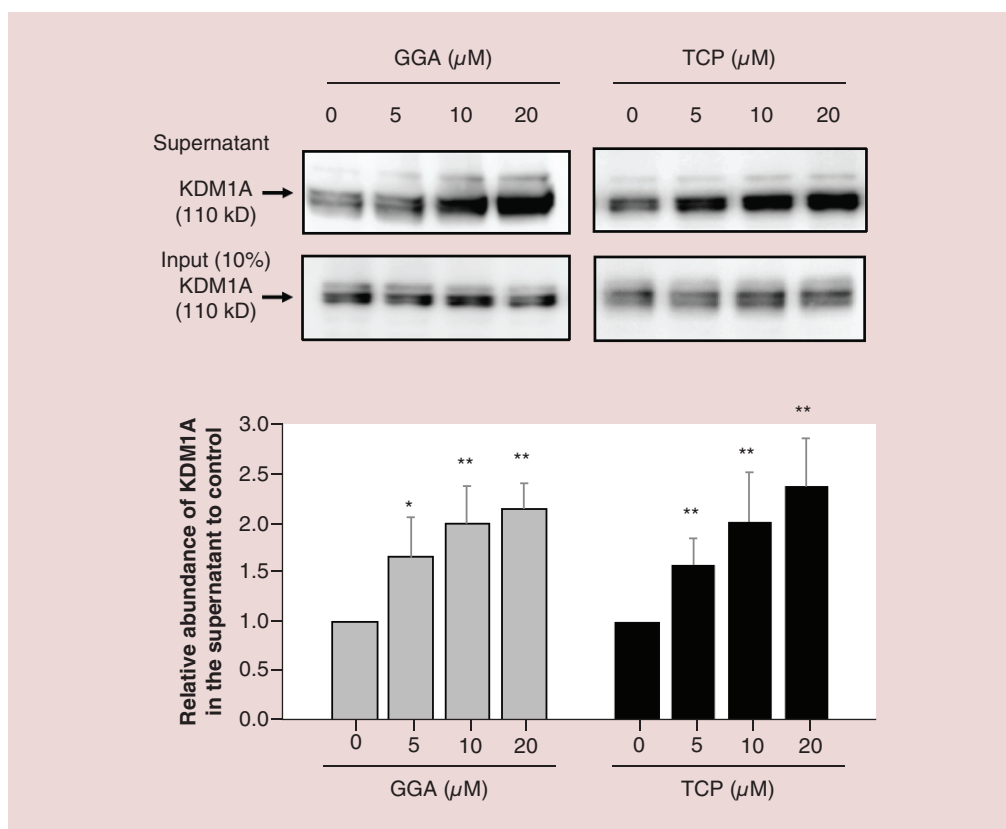 GGA (µM)
TCP (µM)
0 5 10 20
0 5 10 20
Supernatant
KDM1A
(110 kD)
Input (10%)
KDM1A
(110 kD)
Relative abundance of KDM1A
in the supernatant to control
3.0
2.5
2.0
1.5
1.0
0.5
0.0
*
**
**
**
**
**
0 5 10 20
0 5 10 20
GGA (µM)
TCP (µM)